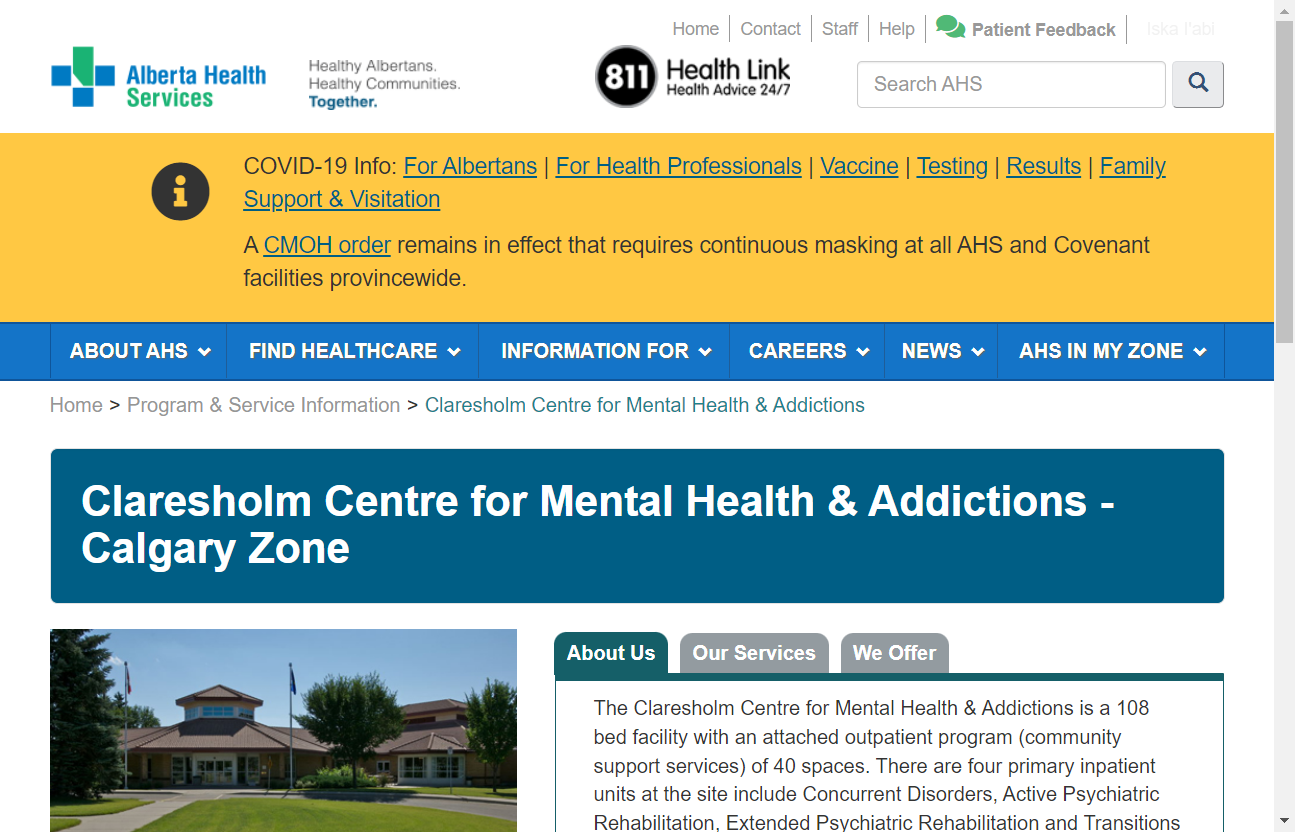 Home Contact Staff Help Patient Feedback Iska I'abi
Alberta Health
Services
Healthy Albertans.
Healthy Communities.
Together.
811 Health Link
Health Advice 24/7
Search AHS
COVID-19 Info: For Albertans | For Health Professionals | Vaccine | Testing | Results | Family
Support & Visitation
A CMOH order remains in effect that requires continuous masking at all AHS and Covenant
facilities provincewide.
ABOUT AHS FIND HEALTHCARE INFORMATION FOR CAREERS NEWS AHS IN MY ZONE
Home > Program & Service Information > Claresholm Centre for Mental Health & Addictions
Claresholm Centre for Mental Health & Addictions -
Calgary Zone
About Us Our Services We Offer
The Claresholm Centre for Mental Health & Addictions is a 108
bed facility with an attached outpatient program (community
support services) of 40 spaces. There are four primary inpatient
units at the site include Concurrent Disorders, Active Psychiatric
Rehabilitation, Extended Psychiatric Rehabilitation and Transitions